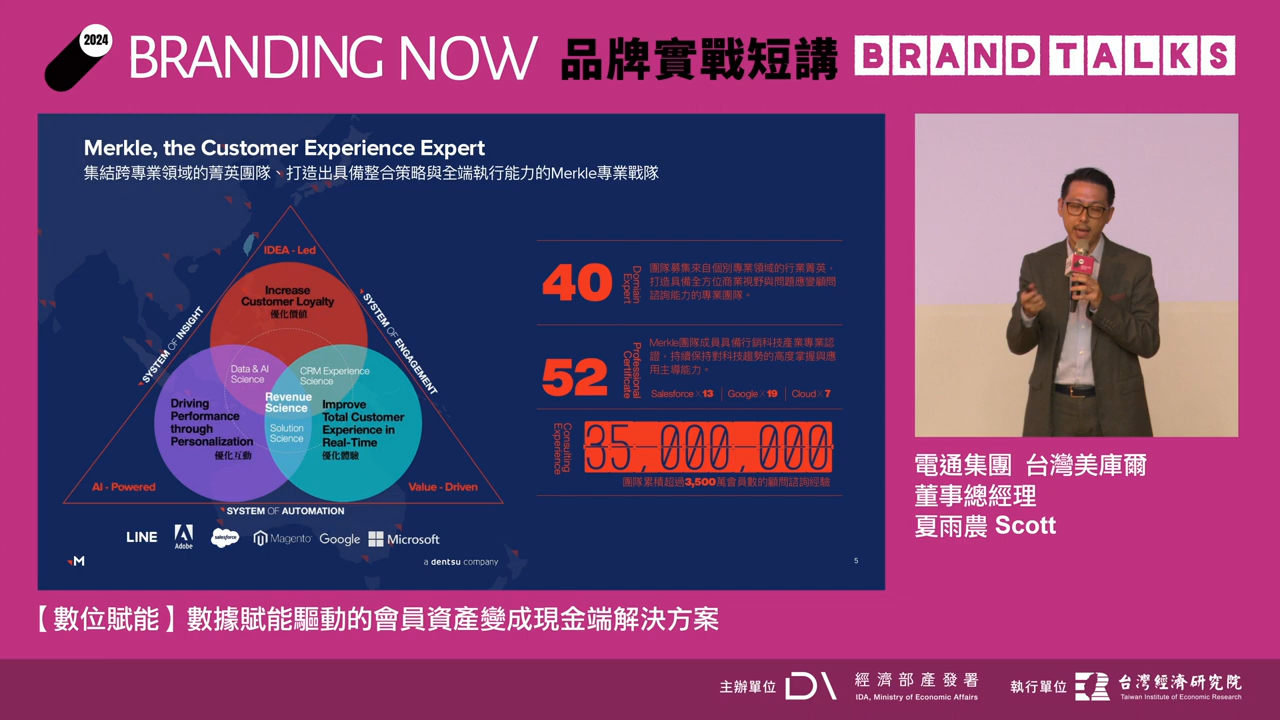 2024
BRANDING NOW 品牌實戰短講 BRAND TALKS
Merkle, the Customer Experience Expert
集結跨專業領域的菁英團隊、打造出具備整合策略與全端執行能力的Merkle專業戰隊
IDEA - Led
Increase
Customer Loyalty
優化價值
SYSTEM OF INSIGHT
SYSTEM OF ENGAGEMENT
Data & AI
Science
CRM Experience
Science
Revenue
Science
Solution
Science
Driving
Performance
through
Personalization
優化互動
Improve
Total Customer
Experience in
Real-Time
優化體驗
AI - Powered
Value - Driven
SYSTEM OF AUTOMATION
LINE
Adobe
salesforce
Magento
Google
Microsoft
M
a dentsu company
5
40
Domain
Expert
團隊募集來自個別專業領域的行業菁英，
打造具備全方位商業視野與問題應變顧問
諮詢能力的專業團隊。
52
Professional
Certificate
Merkle團隊成員具備行銷科技產業專業認
證，持續保持對科技趨勢的高度掌握與應
用主導能力。
Salesforce X 13 | Google X 19 | Cloud X 7
Consulting
Experience
35,000,000
團隊累積超過3,500萬會員數的顧問諮詢經驗
電通集團 台灣美庫爾
董事總經理
夏雨農 Scott
【數位賦能】數據賦能驅動的會員資產變成現金端解決方案
主辦單位
經濟部產發署
IDA, Ministry of Economic Affairs
執行單位
台灣經濟研究院
Taiwan Institute of Economic Research